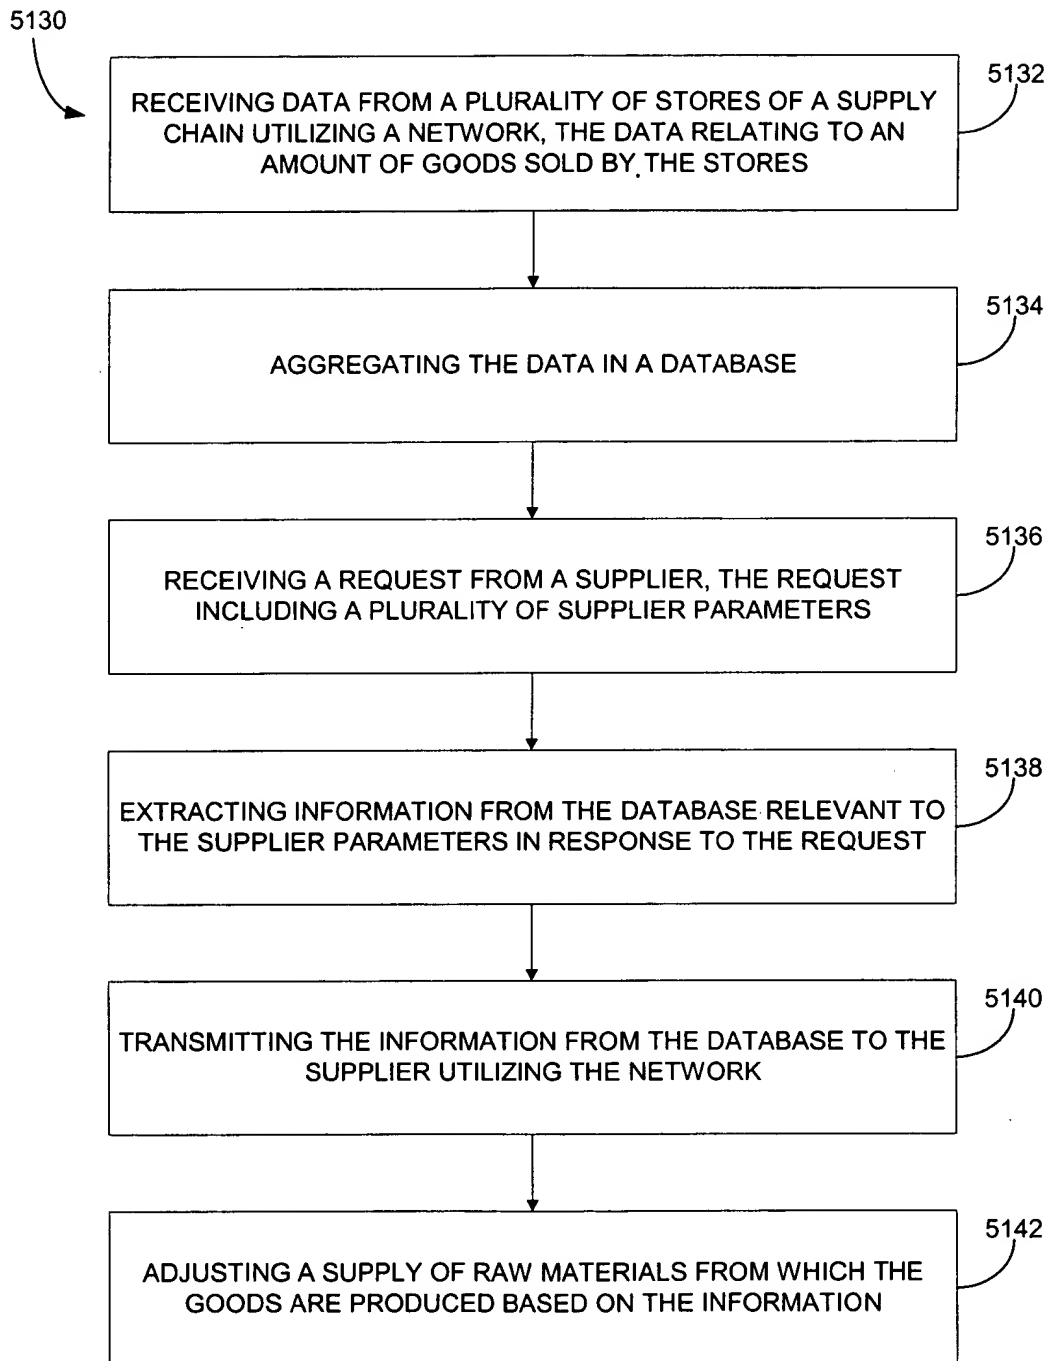 5130
5132
RECEIVING DATA FROM A PLURALITY OF STORES OF A SUPPLY
CHAIN UTILIZING A NETWORK, THE DATA RELATING TO AN
AMOUNT OF GOODS SOLD BY THE STORES
5134
AGGREGATING THE DATA IN A DATABASE
5136
RECEIVING A REQUEST FROM A SUPPLIER, THE REQUEST
INCLUDING A PLURALITY OF SUPPLIER PARAMETERS
5138
EXTRACTING INFORMATION FROM THE DATABASE RELEVANT TO
THE SUPPLIER PARAMETERS IN RESPONSE TO THE REQUEST
5140
TRANSMITTING THE INFORMATION FROM THE DATABASE TO THE
SUPPLIER UTILIZING THE NETWORK
5142
ADJUSTING A SUPPLY OF RAW MATERIALS FROM WHICH THE
GOODS ARE PRODUCED BASED ON THE INFORMATION